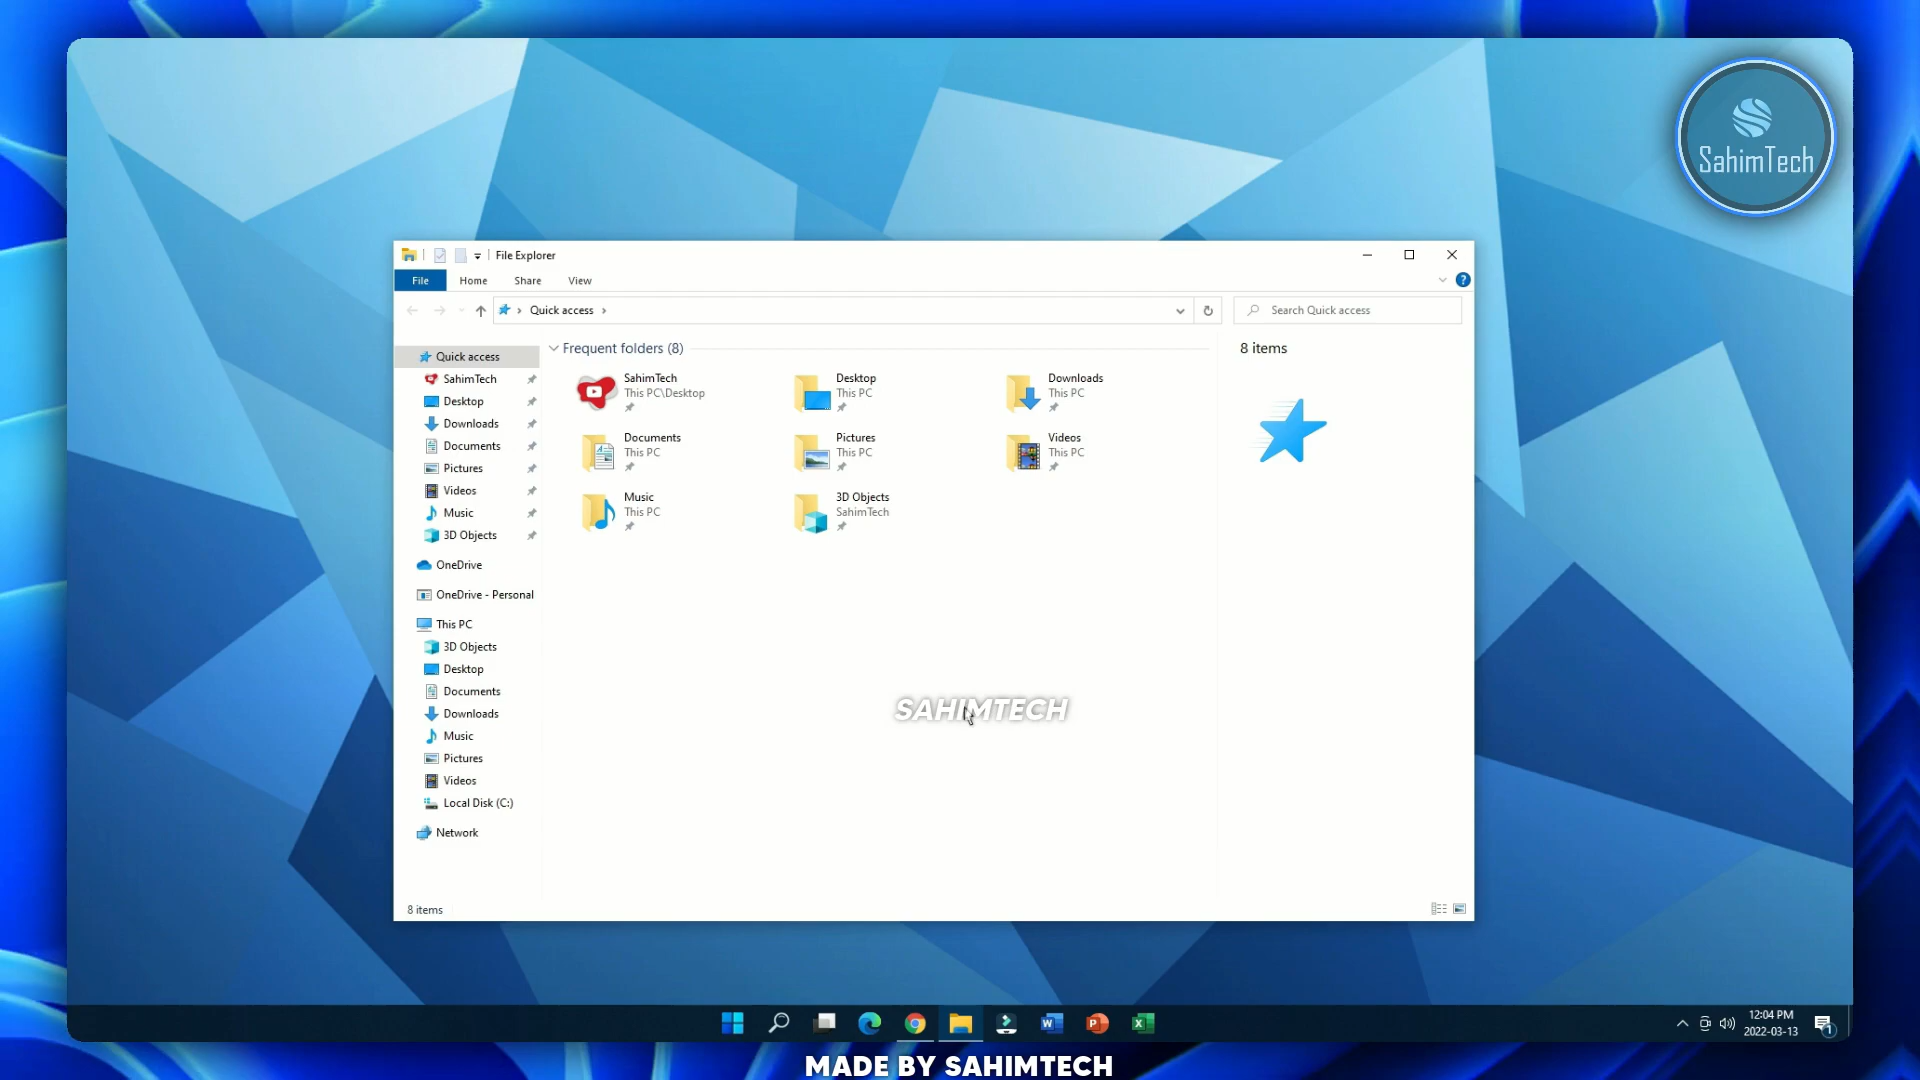 SahimTech
File Explorer
File
Home
Share
View
Quick access
Search Quick access
Quick access
SahimTech
Desktop
Downloads
Documents
Pictures
Videos
Music
3D Objects
OneDrive
OneDrive - Personal
This PC
3D Objects
Desktop
Documents
Downloads
Music
Pictures
Videos
Local Disk (C:)
Network
Frequent folders (8)
SahimTech
This PC\Desktop
Desktop
This PC
Downloads
This PC
Documents
This PC
Pictures
This PC
Videos
This PC
Music
This PC
3D Objects
SahimTech
8 items
SAHIMTECH
8 items
12:04 PM
2022-03-13
1
MADE BY SAHIMTECH